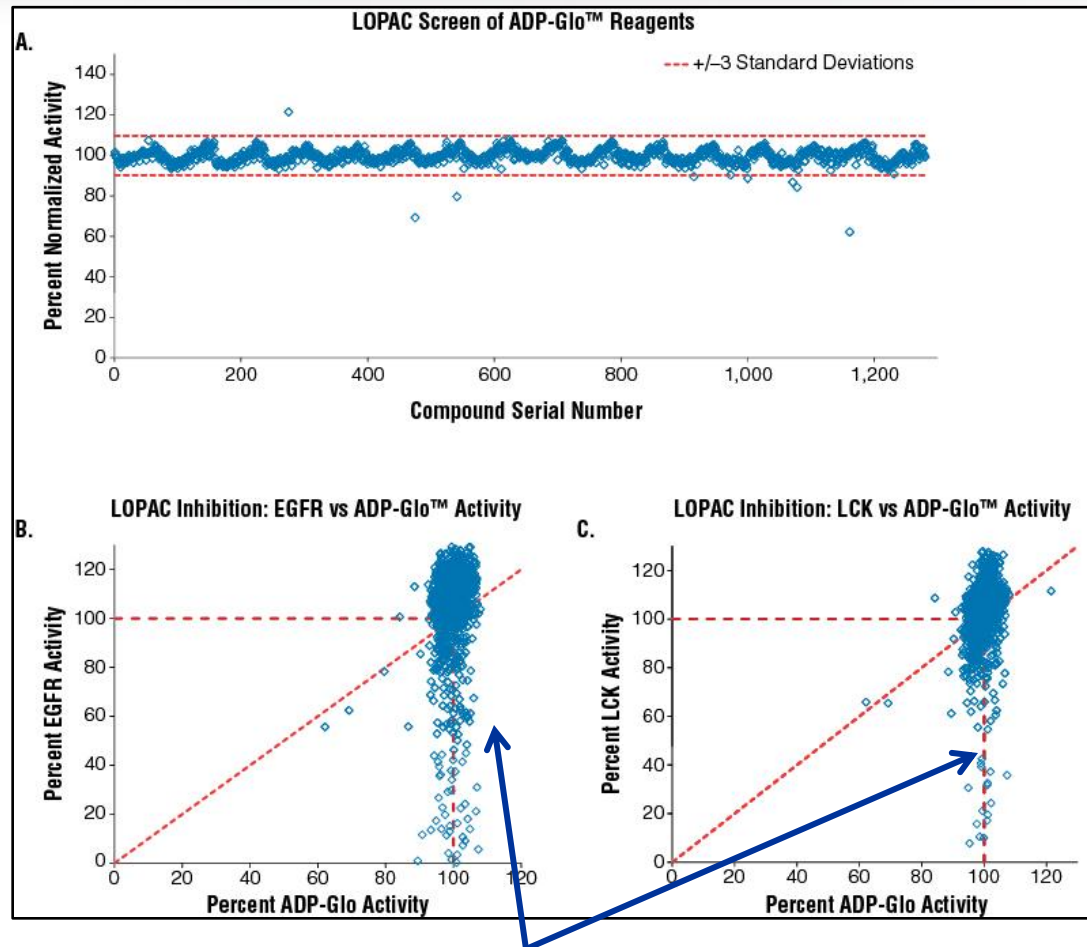 LOPAC Screen of ADP-Glo™ Reagents
A.
+/–3 Standard Deviations
140
120
100
80
60
40
20
0
0 200 400 600 800 1,000 1,200
Percent Normalized Activity
Compound Serial Number
LOPAC Inhibition: EGFR vs ADP-Glo™ Activity
B.
120
100
80
60
40
20
0
0 20 40 60 80 100 120
Percent EGFR Activity
Percent ADP-Glo Activity
LOPAC Inhibition: LCK vs ADP-Glo™ Activity
C.
120
100
80
60
40
20
0
0 20 40 60 80 100 120
Percent LCK Activity
Percent ADP-Glo Activity